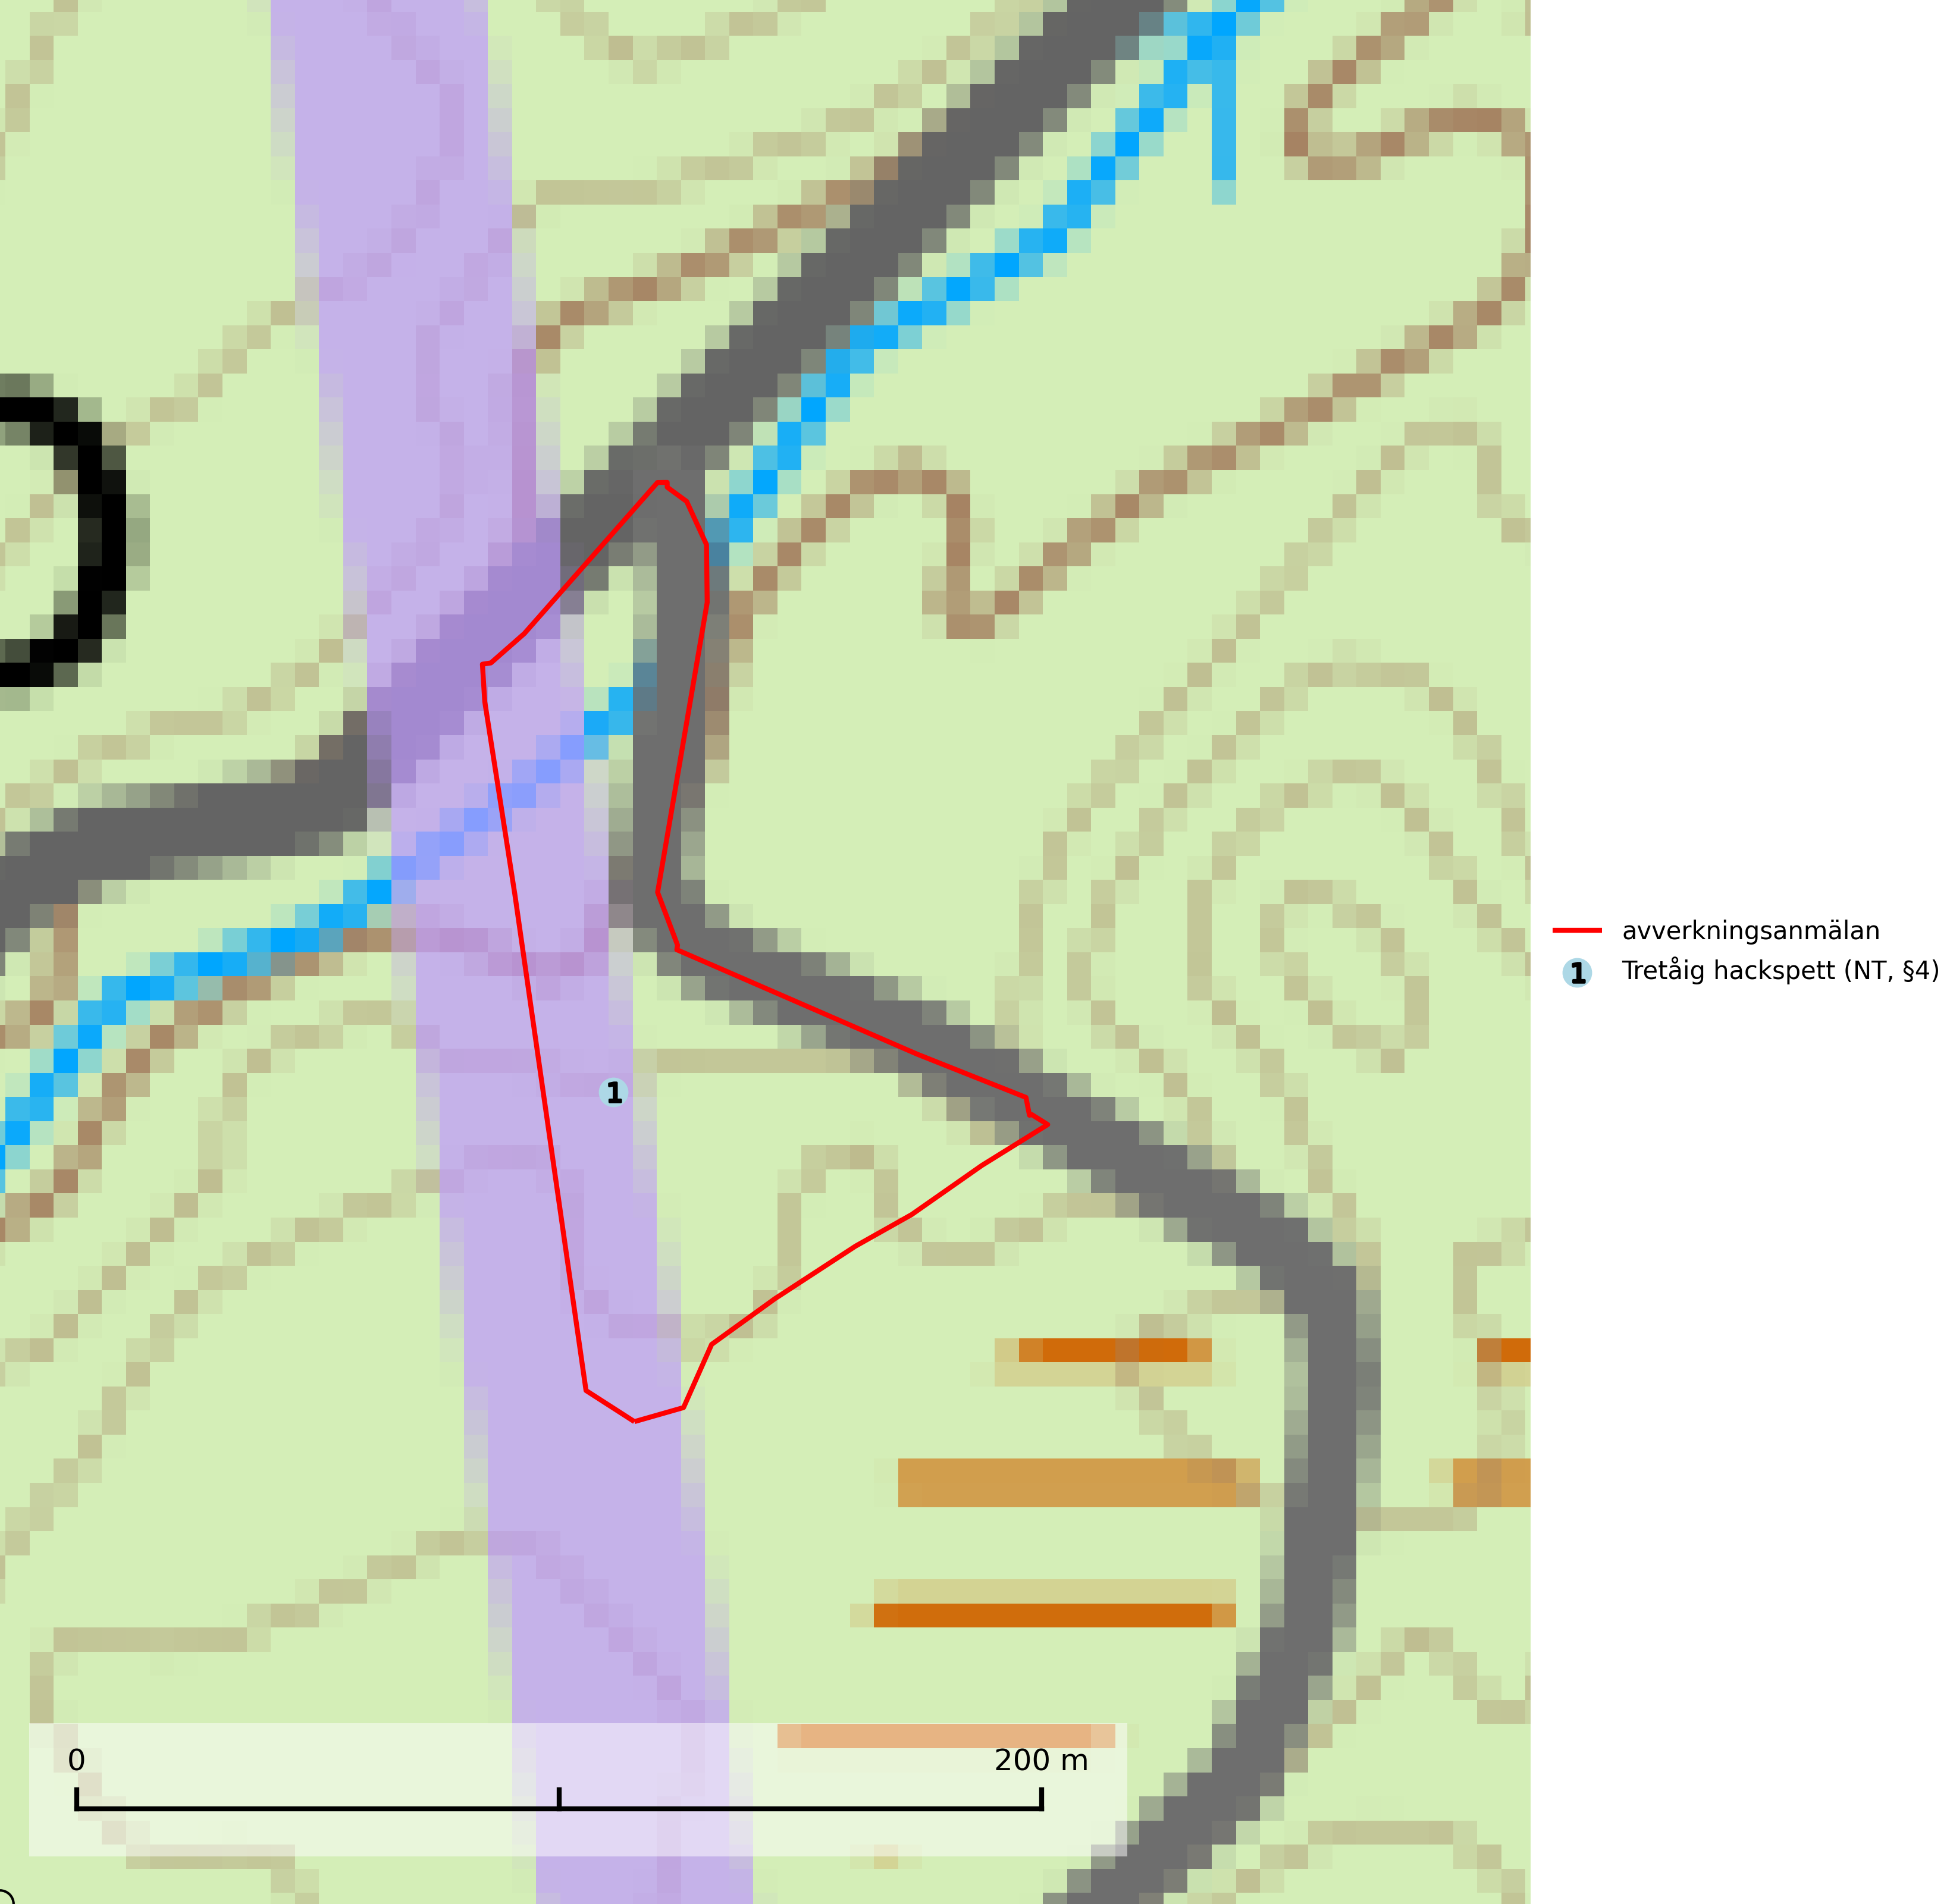 1
avverkningsanmälan
1 Tretåig hackspett (NT, §4)
0 200 m